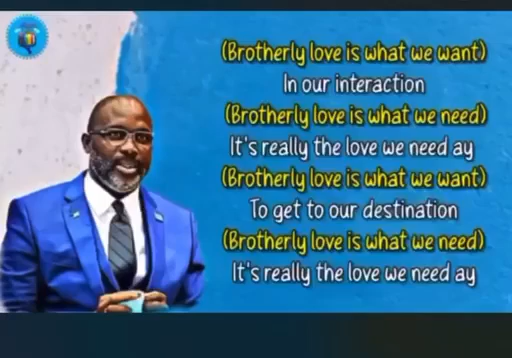 (Brotherly love is what we want)
In our interaction
(Brotherly love is what we need)
It's really the love we need ay
(Brotherly love is what we want)
To get to our destination
(Brotherly love is what we need)
It's really the love we need ay